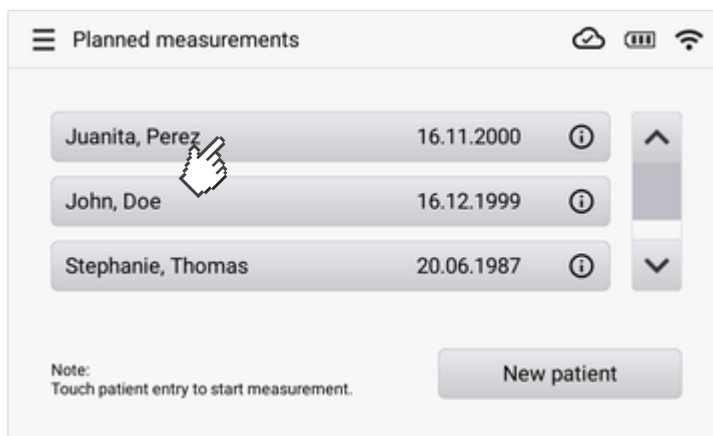 Planned measurements
Juanita, Perez 16.11.2000
John, Doe 16.12.1999
Stephanie, Thomas 20.06.1987
Note:
Touch patient entry to start measurement.
New patient